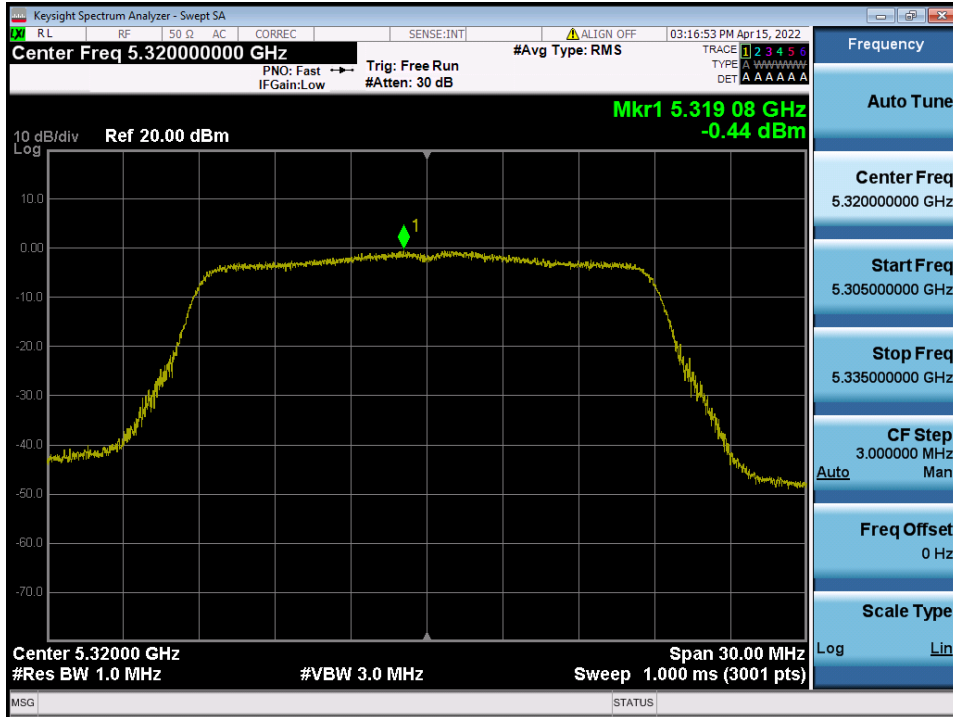 Keysight Spectrum Analyzer - Swept SA
LXI RL RF 50 Ω AC CORREC SENSE:INT ALIGN OFF 03:16:53 PM Apr 15, 2022
Center Freq 5.320000000 GHz
PNO: Fast
IFGain:Low
Trig: Free Run
#Atten: 30 dB
#Avg Type: RMS
TRACE 1 2 3 4 5 6
TYPE A WWWWW
DET A A A A A A
Mkr1 5.319 08 GHz
-0.44 dBm
10 dB/div Ref 20.00 dBm
Log
1
10.0
0.00
-10.0
-20.0
-30.0
-40.0
-50.0
-60.0
-70.0
Center 5.32000 GHz Span 30.00 MHz
#Res BW 1.0 MHz #VBW 3.0 MHz Sweep 1.000 ms (3001 pts)
MSG STATUS
Frequency
Auto Tune
Center Freq
5.320000000 GHz
Start Freq
5.305000000 GHz
Stop Freq
5.335000000 GHz
CF Step
3.000000 MHz
Auto Man
Freq Offset
0 Hz
Scale Type
Log Lin